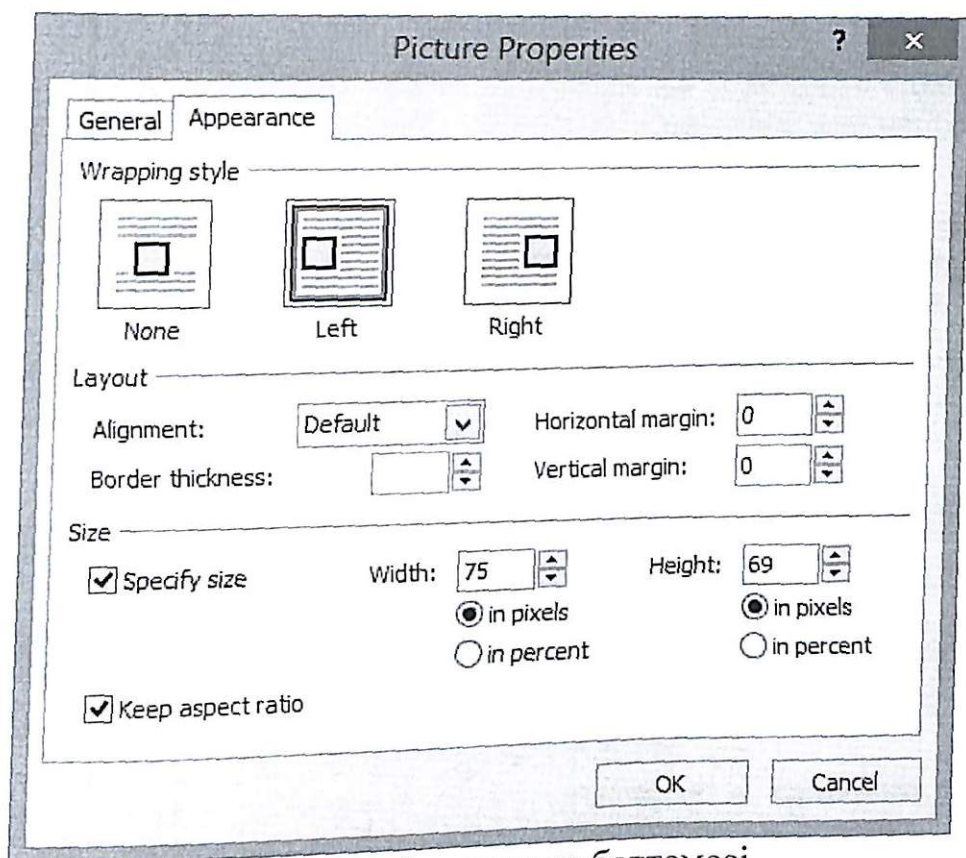 Picture Properties ? ×
General Appearance
Wrapping style
None Left Right
Layout
Alignment: Default Horizontal margin: 0
Border thickness: Vertical margin: 0
Size
Specify size Width: 75 Height: 69
in pixels in pixels
in percent in percent
Keep aspect ratio
OK Cancel